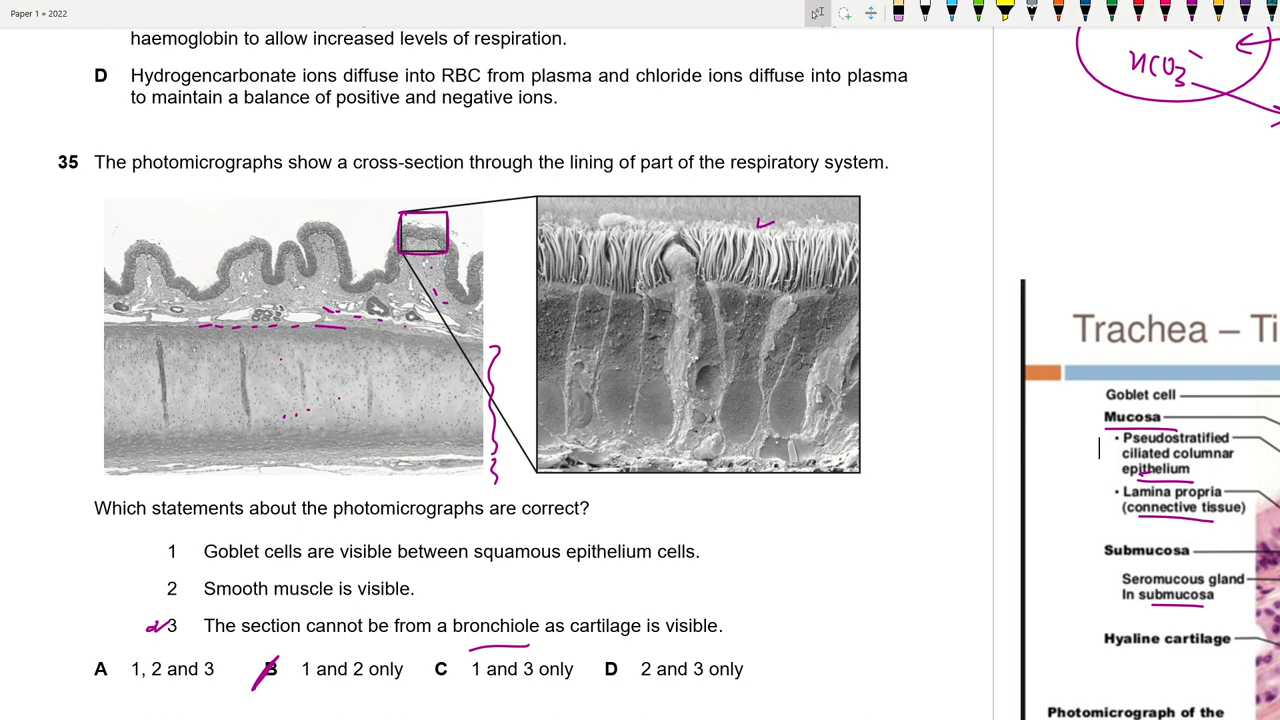 Paper 1 » 2022
haemoglobin to allow increased levels of respiration.
D Hydrogencarbonate ions diffuse into RBC from plasma and chloride ions diffuse into plasma
to maintain a balance of positive and negative ions.
HCO3-
35 The photomicrographs show a cross-section through the lining of part of the respiratory system.
Which statements about the photomicrographs are correct?
1 Goblet cells are visible between squamous epithelium cells.
2 Smooth muscle is visible.
3 The section cannot be from a bronchiole as cartilage is visible.
A 1, 2 and 3 B 1 and 2 only C 1 and 3 only D 2 and 3 only
Trachea – Ti
Goblet cell
Mucosa
• Pseudostratified
ciliated columnar
epithelium
• Lamina propria
(connective tissue)
Submucosa
Seromucous gland
In submucosa
Hyaline cartilage
Photomicrograph of the